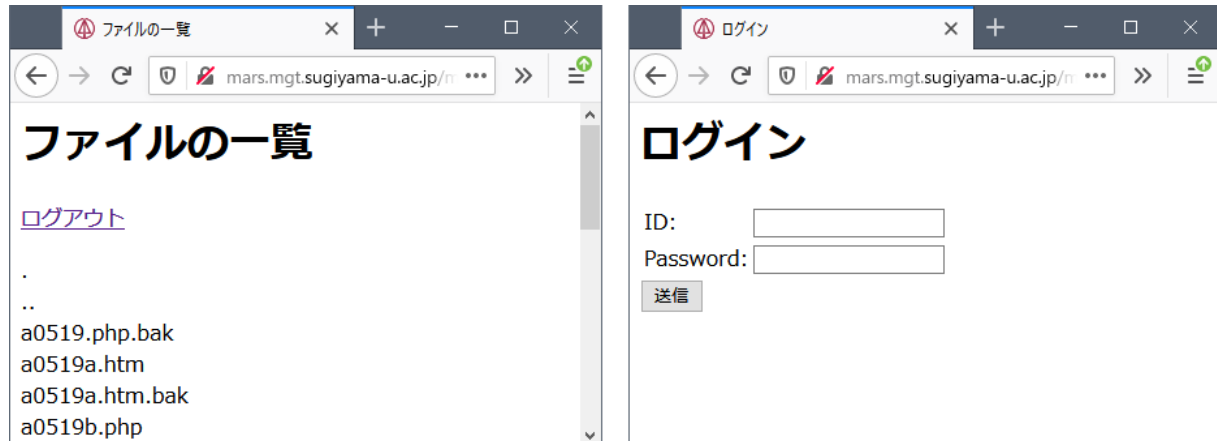 ファイルの一覧
mars.mgt.sugiyama-u.ac.jp/
ファイルの一覧
ログアウト
.
..
a0519.php.bak
a0519a.htm
a0519a.htm.bak
a0519b.php
ログイン
mars.mgt.sugiyama-u.ac.jp/
ログイン
ID:
Password:
送信